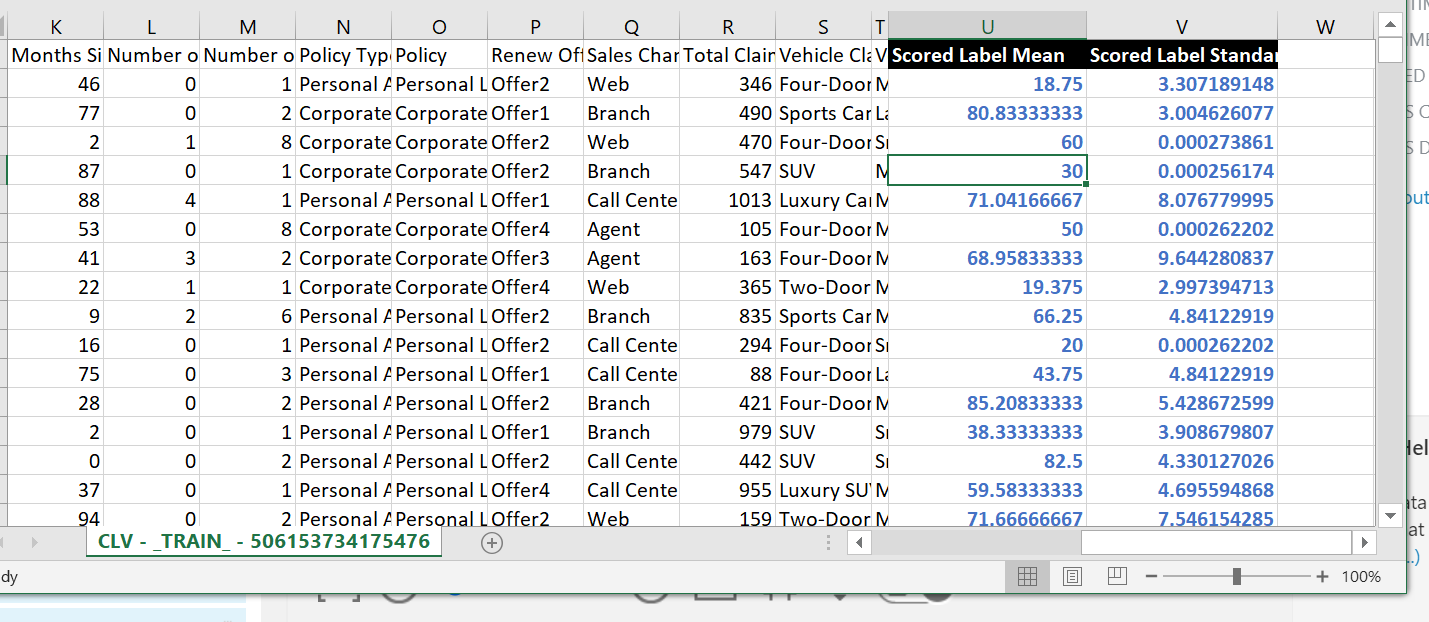 K L M N O P Q R S T U V W
Months Si Number o Number o Policy Typ Policy Renew Of Sales Char Total Clain Vehicle Cla V Scored Label Mean Scored Label Standar
46 0 1 Personal A Personal L Offer2 Web 346 Four-Door M 18.75 3.307189148
77 0 2 Corporate Corporate Offer1 Branch 490 Sports Car La 80.83333333 3.004626077
2 1 8 Corporate Corporate Offer2 Web 470 Four-Door Sr 60 0.000273861
87 0 1 Corporate Corporate Offer2 Branch 547 SUV M 30 0.000256174
88 4 1 Personal A Personal L Offer1 Call Cente 1013 Luxury Car M 71.04166667 8.076779995
53 0 8 Corporate Corporate Offer4 Agent 105 Four-Door M 50 0.000262202
41 3 2 Corporate Corporate Offer3 Agent 163 Four-Door M 68.95833333 9.644280837
22 1 1 Corporate Corporate Offer4 Web 365 Two-Door M 19.375 2.997394713
9 2 6 Personal A Personal L Offer2 Branch 835 Sports Car M 66.25 4.84122919
16 0 1 Personal A Personal L Offer2 Call Cente 294 Four-Door Sr 20 0.000262202
75 0 3 Personal A Personal L Offer1 Call Cente 88 Four-Door La 43.75 4.84122919
28 0 2 Personal A Personal L Offer2 Branch 421 Four-Door M 85.20833333 5.428672599
2 0 1 Personal A Personal L Offer1 Branch 979 SUV Sr 38.33333333 3.908679807
0 0 2 Personal A Personal L Offer2 Call Cente 442 SUV Sr 82.5 4.330127026
37 0 1 Personal A Personal L Offer4 Call Cente 955 Luxury SUV M 59.58333333 4.695594868
94 0 2 Personal A Personal L Offer2 Web 159 Two-Door M 71.66666667 7.546154285
CLV - _TRAIN_ - 506153734175476
dy 100%